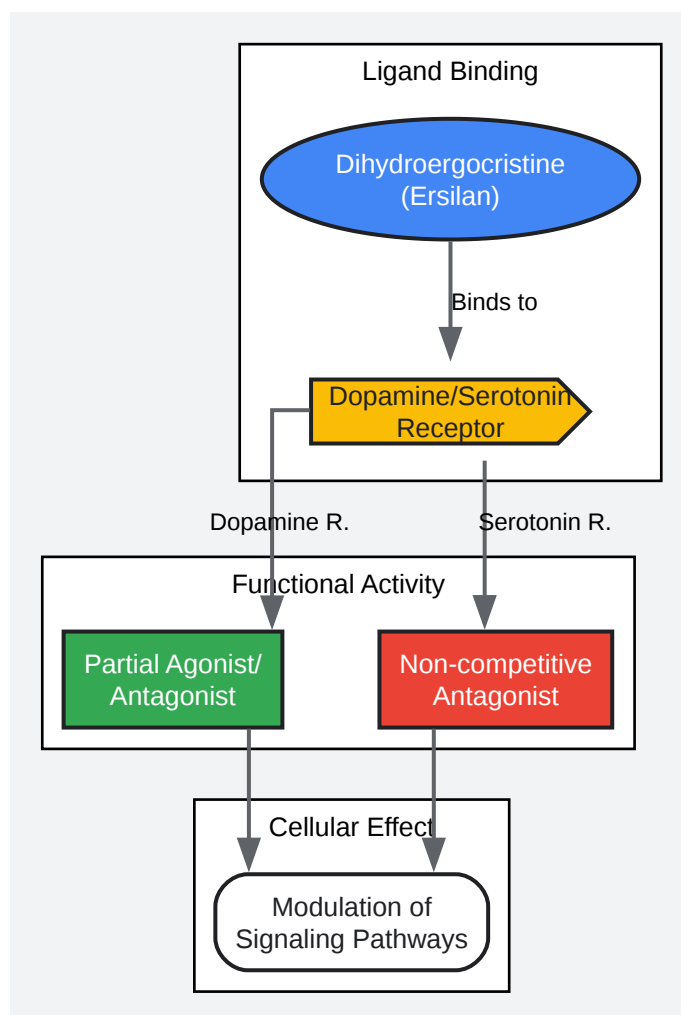 Ligand Binding
Dihydroergocristine
(Ersilan)
Binds to
Dopamine/Serotonin
Receptor
Dopamine R.
Serotonin R.
Functional Activity
Partial Agonist/
Antagonist
Non-competitive
Antagonist
Cellular Effect
Modulation of
Signaling Pathways